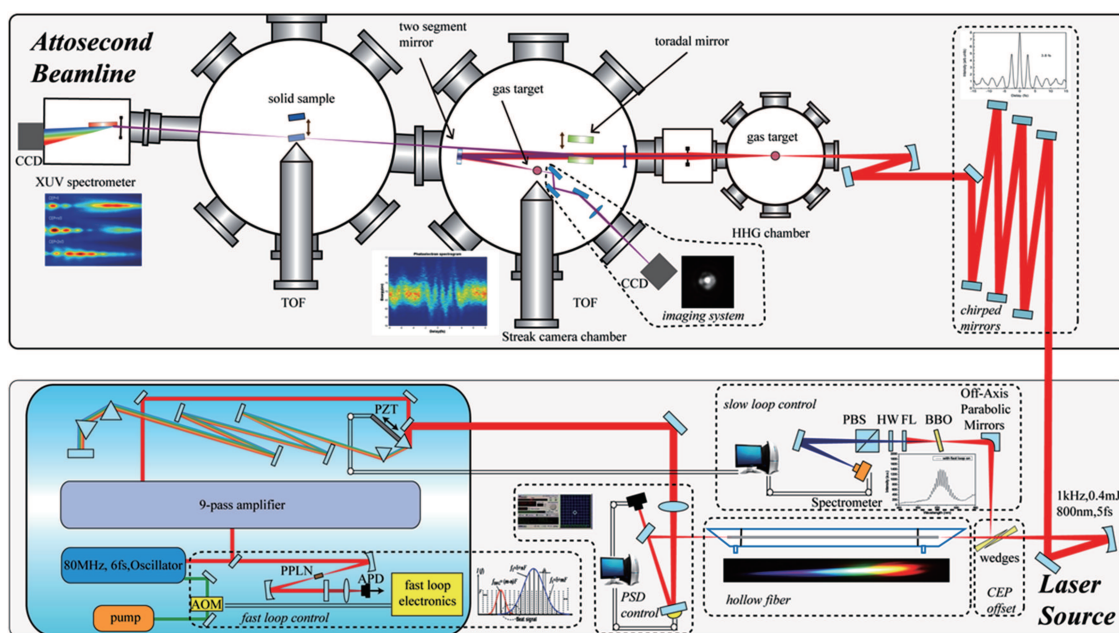 Attosecond
Beamline
two segment
mirror
toradal mirror
solid sample
gas target
gas target
CCD
XUV spectrometer
HHG chamber
TOF
TOF
CCD
imaging system
Streak camera chamber
Photoelectron spectrogram
chirped
mirrors
PZT
slow loop control
Off-Axis
Parabolic
Mirrors
PBS
HW
FL
BBO
Spectrometer
9-pass amplifier
1kHz,0.4mJ
800nm,5fs
80MHz, 6fs,Oscillator
PPLN
APD
AOM
fast loop
electronics
pump
fast loop control
PSD
control
hollow fiber
wedges
CEP
offset
Laser
Source